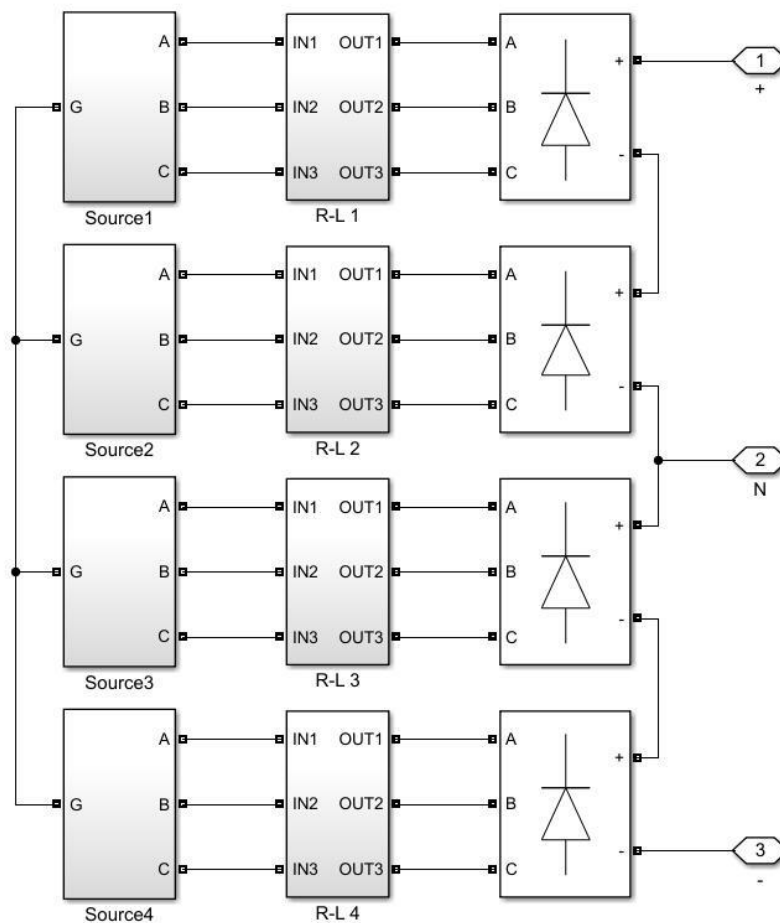 A IN1 OUT1 A
+ 1
+
G B IN2 OUT2 B
-
C IN3 OUT3 C
Source1 R-L 1
A IN1 OUT1 A
+
G B IN2 OUT2 B
-
C IN3 OUT3 C
Source2 R-L 2
2
N
A IN1 OUT1 A
+
G B IN2 OUT2 B
-
C IN3 OUT3 C
Source3 R-L 3
A IN1 OUT1 A
+
G B IN2 OUT2 B
- 3
-
C IN3 OUT3 C
Source4 R-L 4